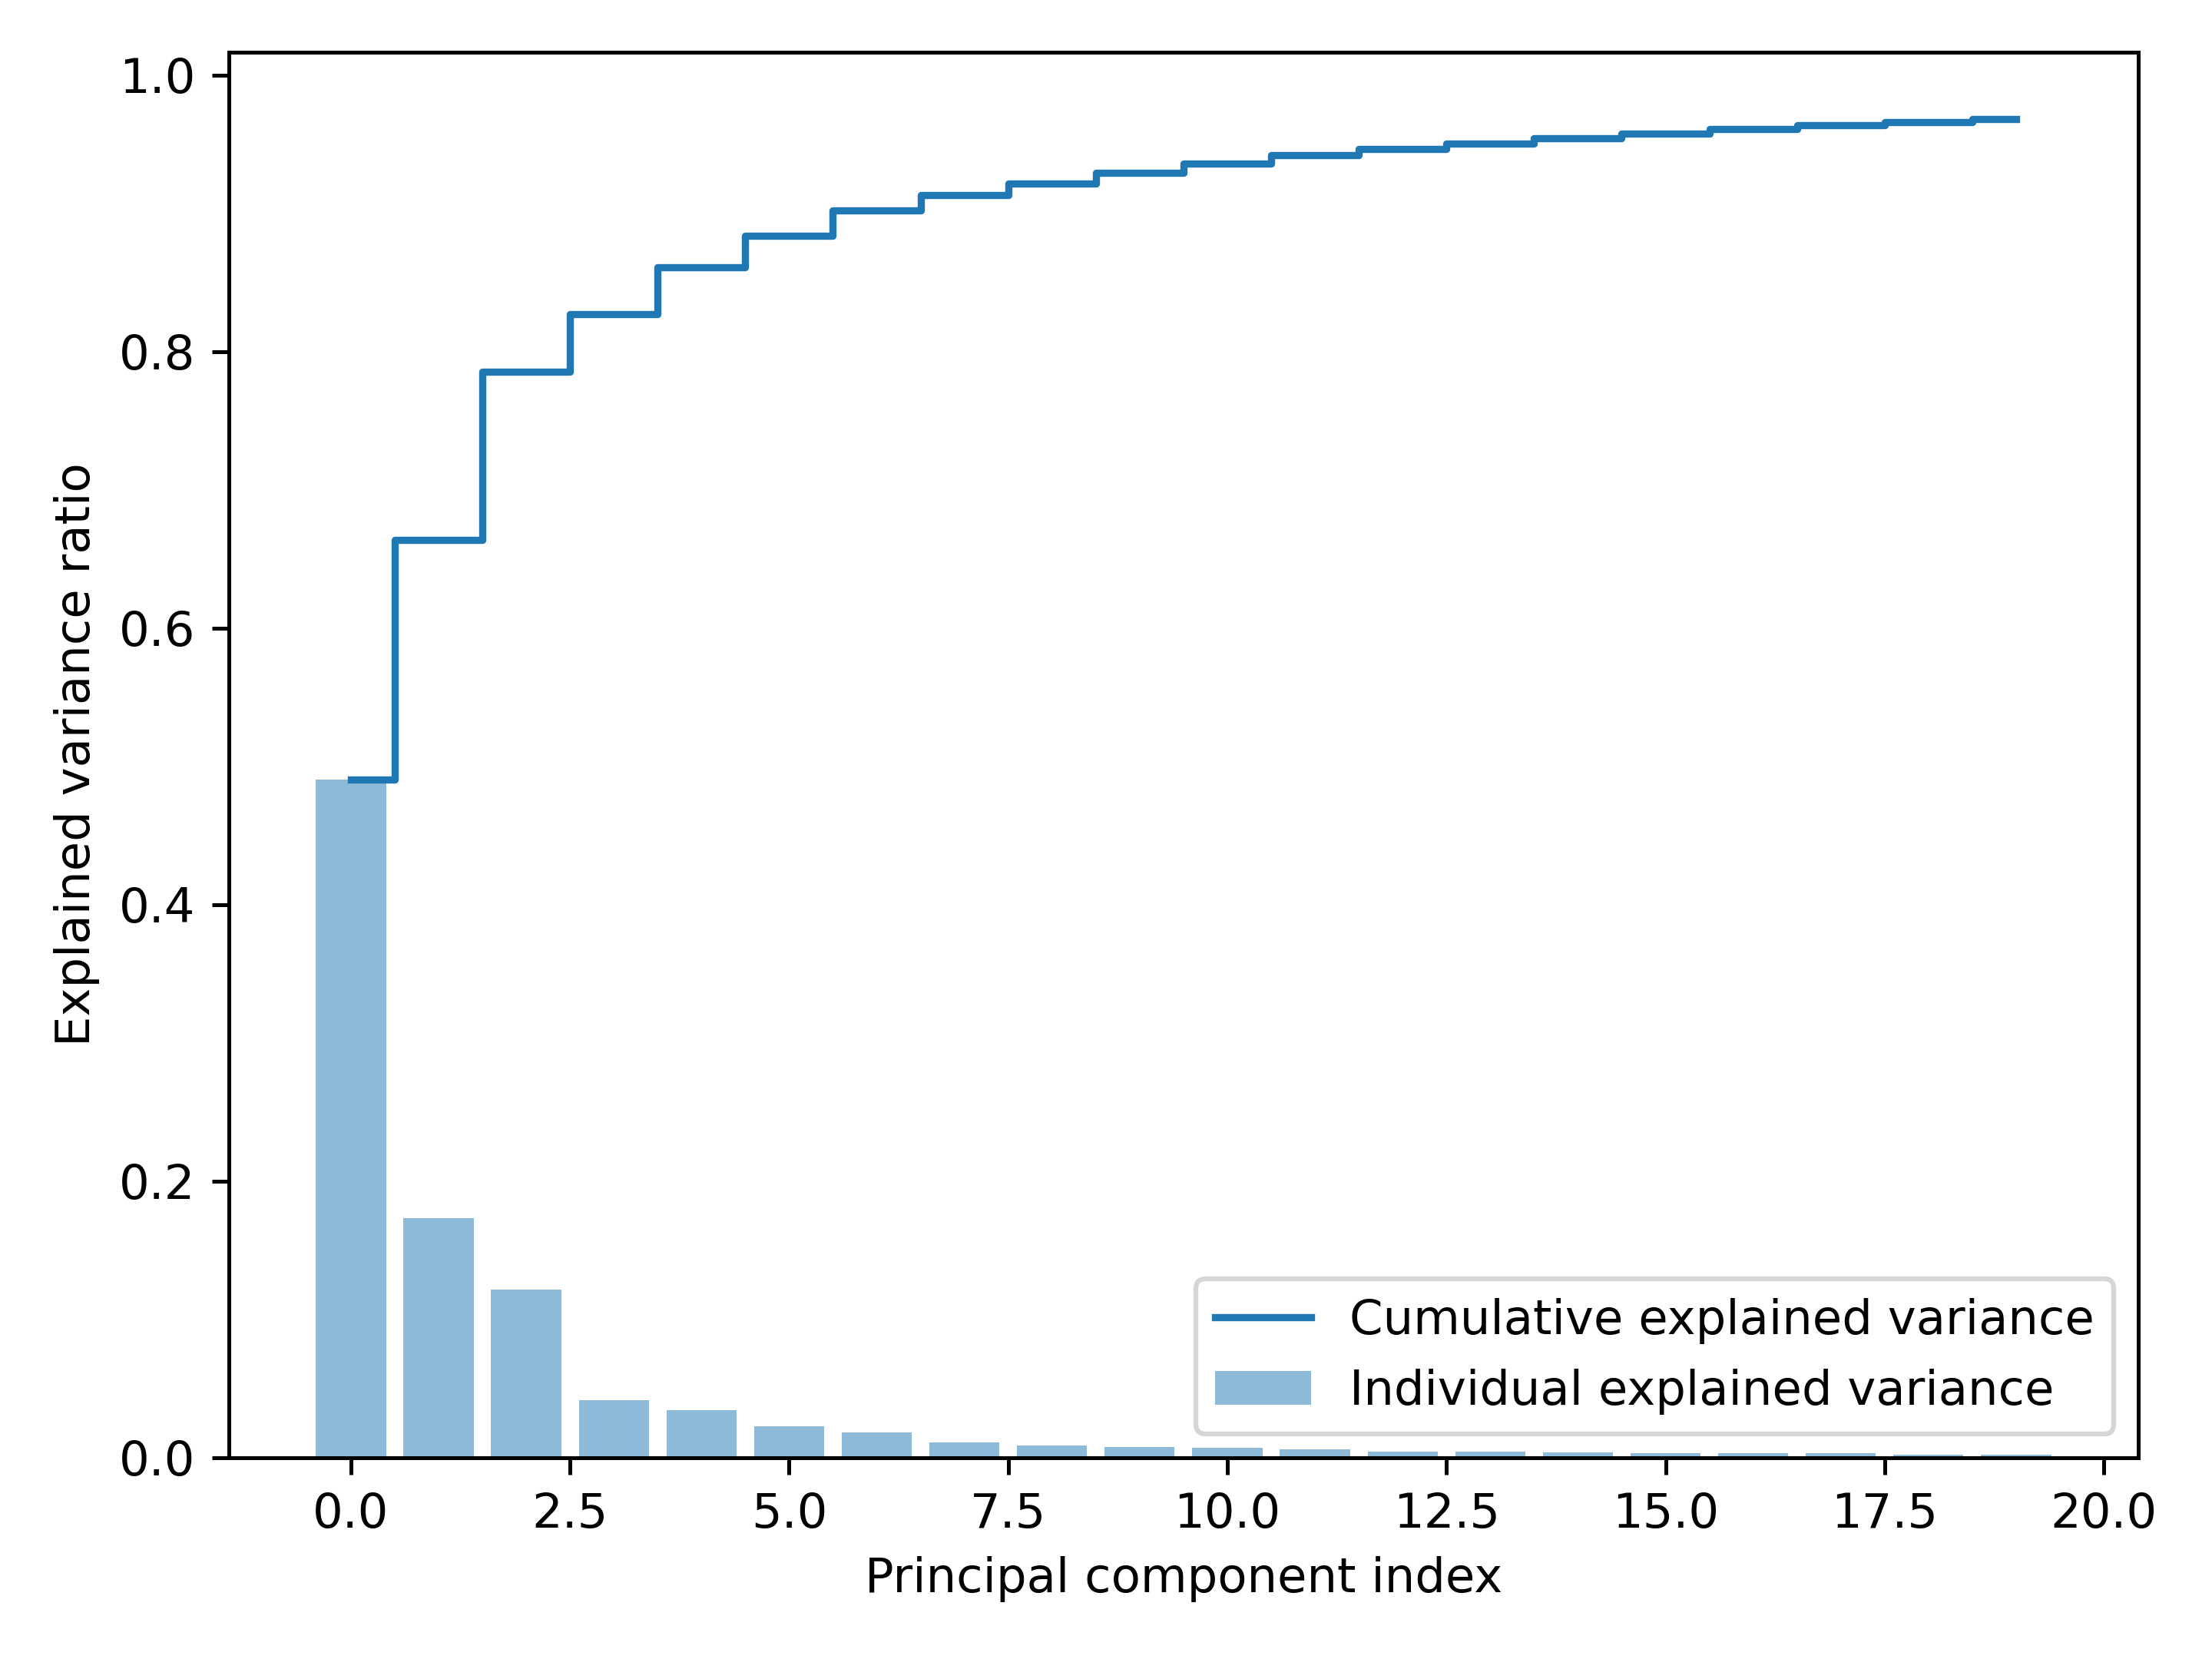 1.0
0.8
0.6
0.4
0.2
0.0
Explained variance ratio
Cumulative explained variance
Individual explained variance
0.0 2.5 5.0 7.5 10.0 12.5 15.0 17.5 20.0
Principal component index